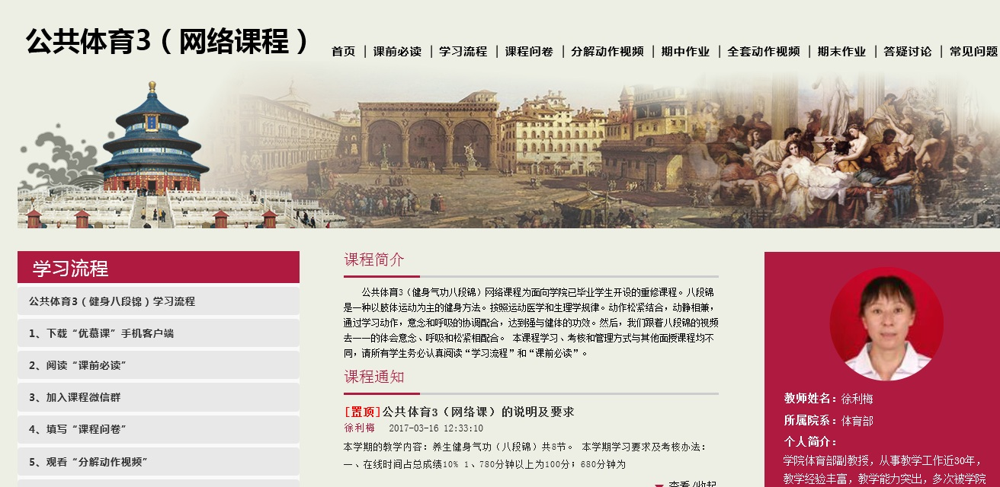 公共体育3（网络课程）
首页 | 课前必读 | 学习流程 | 课程问卷 | 分解动作视频 | 期中作业 | 全套动作视频 | 期末作业 | 答疑讨论 | 常见问题
学习流程
公共体育3（健身八段锦）学习流程
1、下载“优慕课”手机客户端
2、阅读“课前必读”
3、加入课程微信群
4、填写“课程问卷”
5、观看“分解动作视频”
课程简介
公共体育3（健身气功八段锦）网络课程为面向学院已毕业学生开设的重修课程。八段锦
是一种以肢体运动为主的健身方法。按照运动医学和生理学规律。动作松紧结合，动静相兼，
通过学习动作，意念和呼吸的协调配合，达到强与健体的功效。然后，我们跟着八段锦的视频
去一一的体会意念、呼吸和松紧相配合。 本课程学习、考核和管理方式与其他面授课程均不
同，请所有学生务必认真阅读“学习流程”和“课前必读”。
课程通知
[置顶]公共体育3（网络课）的说明及要求
徐利梅 2017-03-16 12:33:10
本学期的教学内容：养生健身气功（八段锦）共8节。 本学期学习要求及考核办法：
一、在线时间占总成绩10% 1、780分钟以上为100分；680分钟为
查看/收起
教师姓名：徐利梅
所属院系：体育部
个人简介：
学院体育部副教授，从事教学工作近30年，
教学经验丰富，教学能力突出，多次被学院